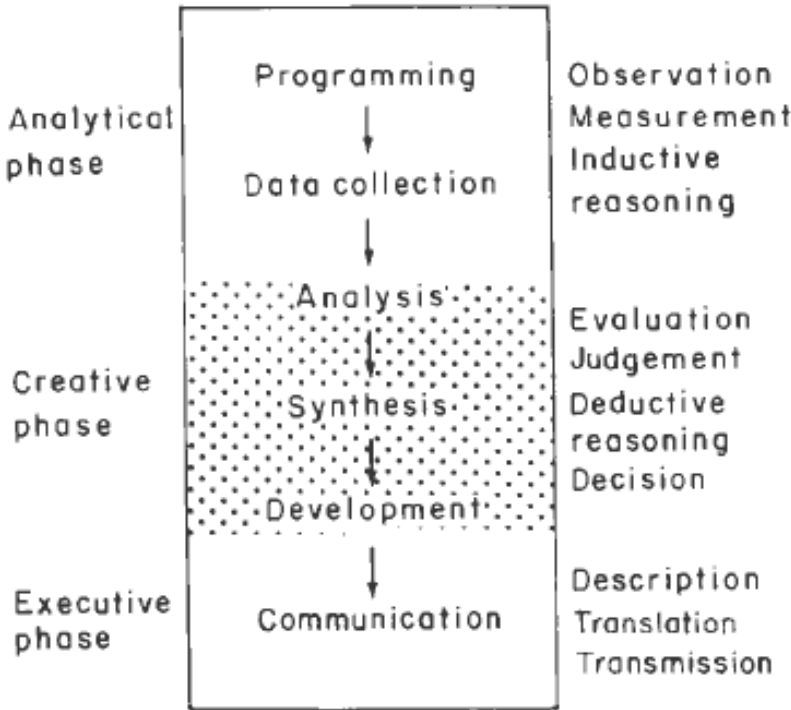 Analytical
phase
Programming
Data collection
Observation
Measurement
Inductive
reasoning
Creative
phase
Analysis
Synthesis
Development
Evaluation
Judgement
Deductive
reasoning
Decision
Executive
phase
Communication
Description
Translation
Transmission